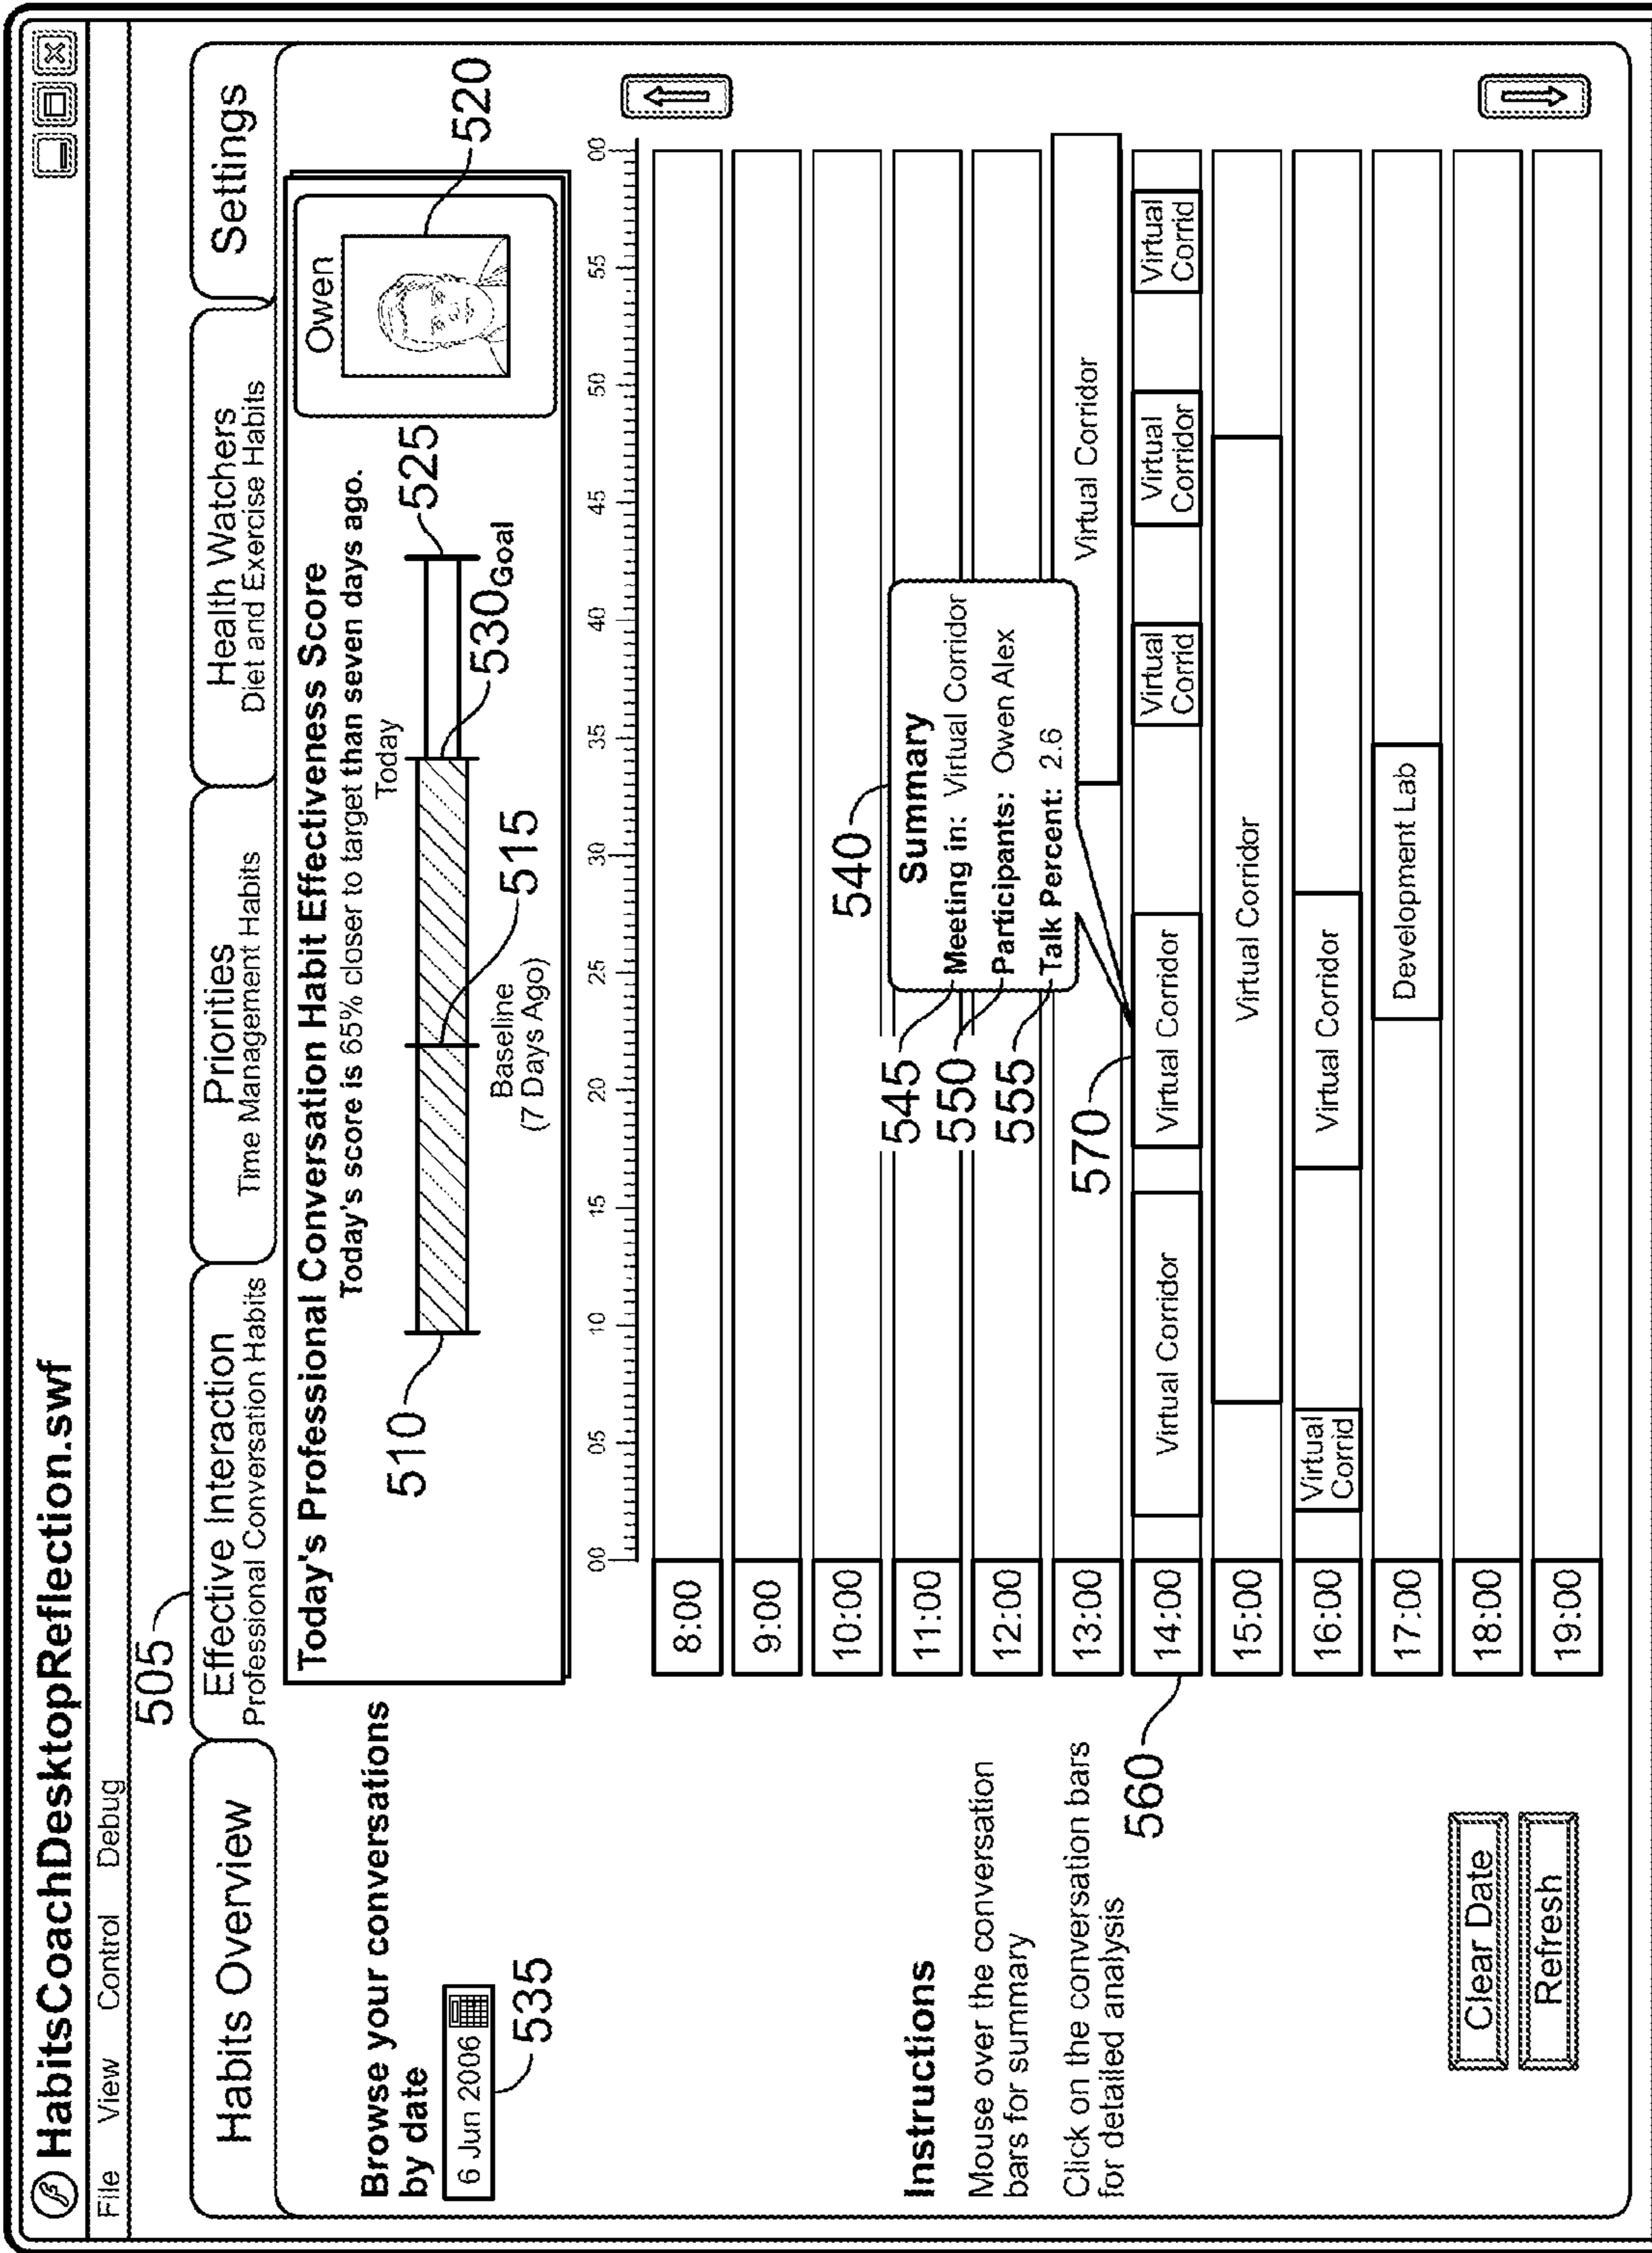 HabitsCoachDesktopReflection.swf
File View Control Debug
505
Habits Overview
Effective Interaction
Professional Conversation Habits
Priorities
Time Management Habits
Health Watchers
Diet and Exercise Habits
Settings
Browse your conversations
by date
6 Jun 2006
535
Today's Professional Conversation Habit Effectiveness Score
Today's score is 65% closer to target than seven days ago.
Today
510
515
525
530
Goal
Baseline
(7 Days Ago)
Owen
520
00 05 10 15 20 25 30 35 40 45 50 55 00
8:00
9:00
10:00
11:00
12:00
13:00
Virtual Corridor
540
Summary
545
Meeting in: Virtual Corridor
550
Participants: Owen Alex
555
Talk Percent: 2.6
570
14:00
Virtual Corridor
Virtual Corridor
Virtual
Corrid
Virtual
Corridor
Virtual
Corrid
560
15:00
Virtual Corridor
16:00
Virtual
Corrid
Virtual Corridor
17:00
Development Lab
18:00
19:00
Instructions
Mouse over the conversation
bars for summary
Click on the conversation bars
for detailed analysis
Clear Date
Refresh